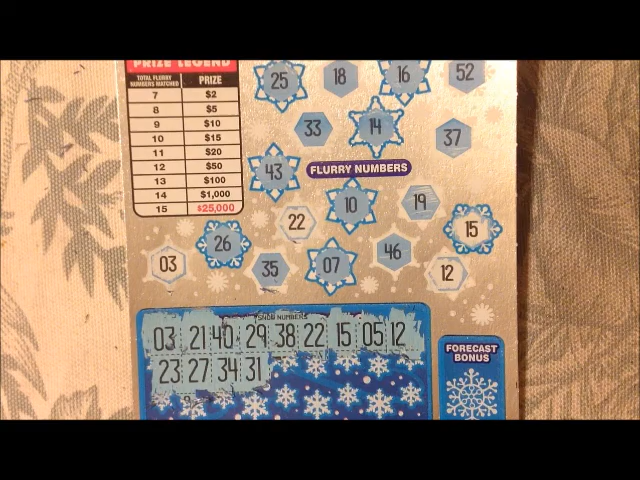 PRIZE LEGEND
TOTAL FLURRY NUMBERS MATCHED PRIZE
7 $2
8 $5
9 $10
10 $15
11 $20
12 $50
13 $100
14 $1,000
15 $25,000
25 18 16 52
33 14 37
43 FLURRY NUMBERS
10 19
22 15
26
03 35 07 46 12
SNOW NUMBERS
03 21 40 29 38 22 15 05 12
23 27 34 31
FORECAST
BONUS